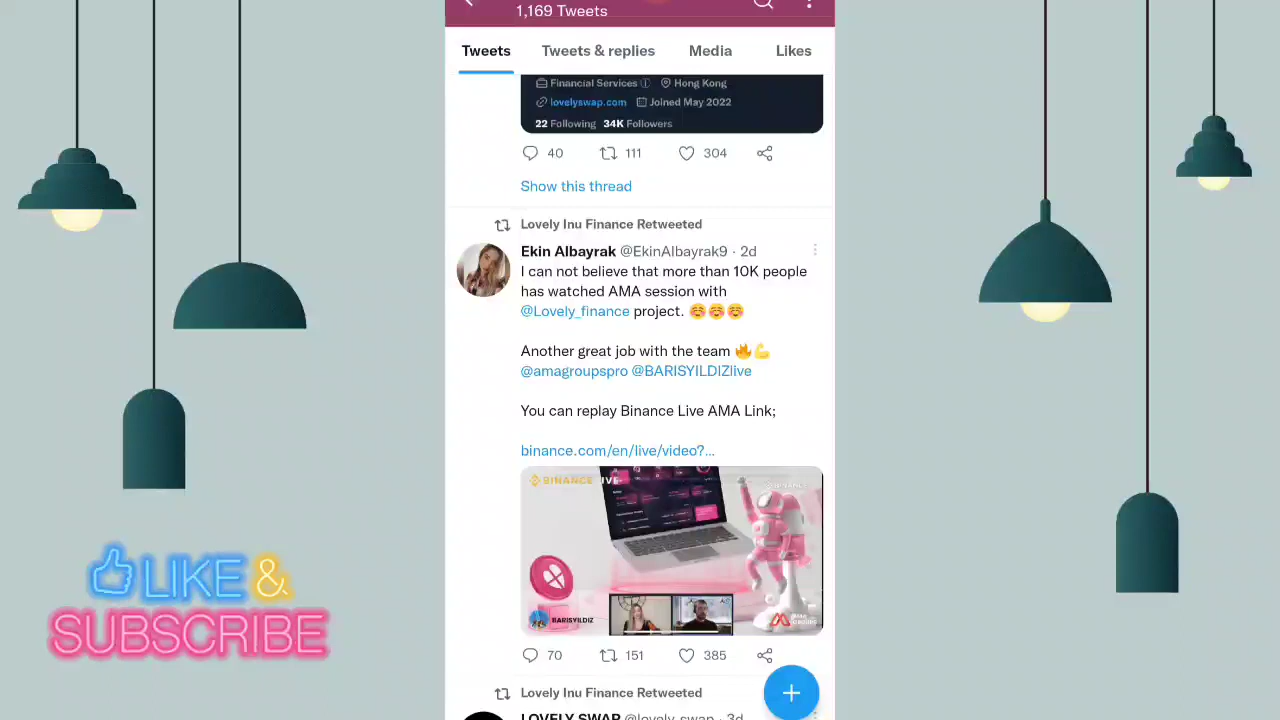 1,169 Tweets
Tweets Tweets & replies Media Likes
Financial Services Hong Kong
lovelyswap.com Joined May 2022
22 Following 34K Followers
40 111 304
Show this thread
Lovely Inu Finance Retweeted
Ekin Albayrak @EkinAlbayrak9 · 2d
I can not believe that more than 10K people
has watched AMA session with
@Lovely_finance project. ☺️☺️☺️
Another great job with the team 🔥💪
@amagroupspro @BARISYILDIZlive
You can replay Binance Live AMA Link;
binance.com/en/live/video?...
BINANCE
BARISYILDIZ
70 151 385
Lovely Inu Finance Retweeted
LOVELY SWAP @lovely_swap · 3d
LIKE &
SUBSCRIBE